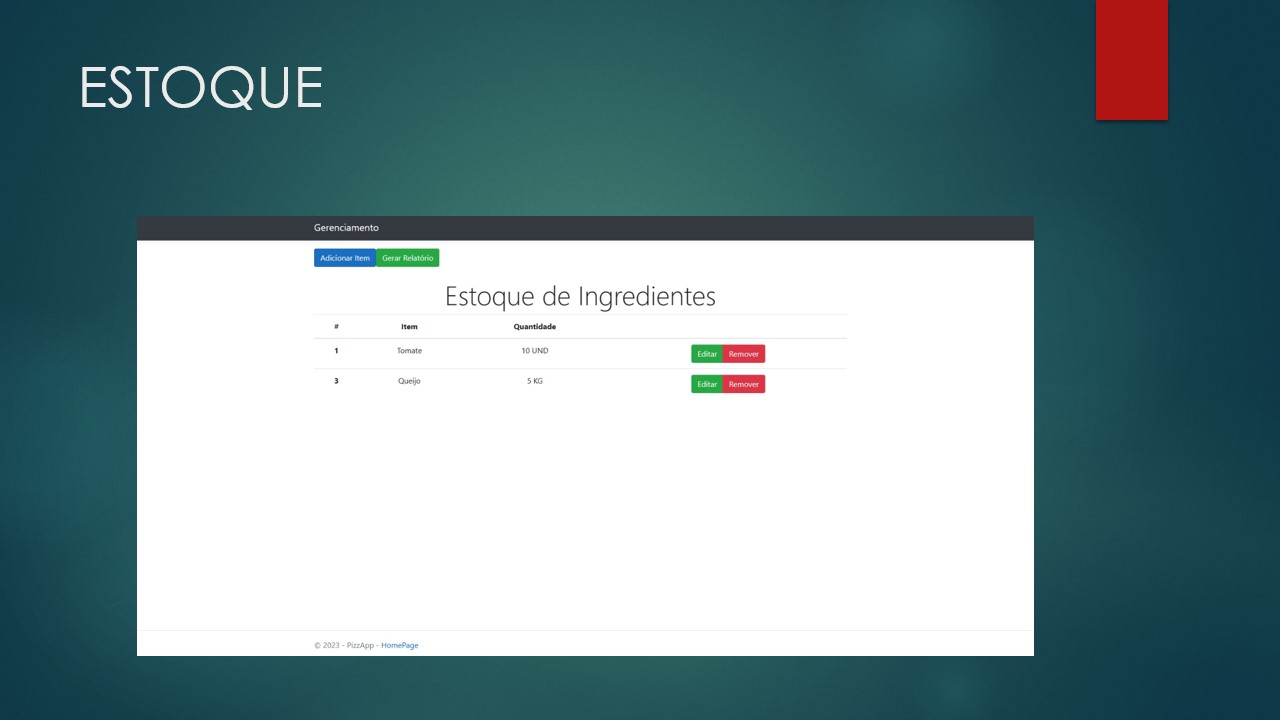 ESTOQUE
Gerenciamento
Adicionar Item Gerar Relatório
Estoque de Ingredientes
# Item Quantidade
1 Tomate 10 UND Editar Remover
3 Queijo 5 KG Editar Remover
© 2023 - PizzApp - HomePage